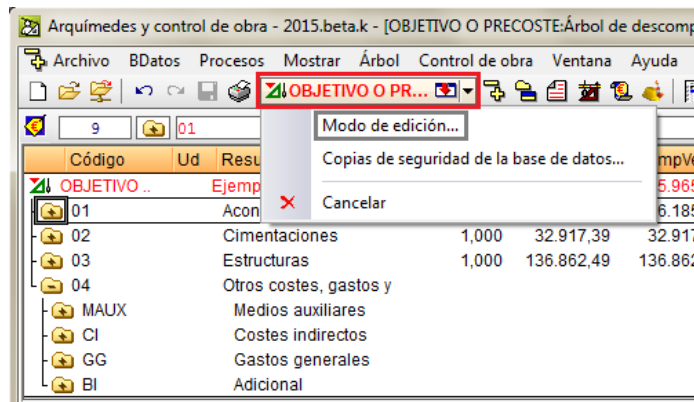 Arquímedes y control de obra - 2015.beta.k - [OBJETIVO O PRECOSTE:Árbol de descomp
Archivo BDatos Procesos Mostrar Árbol Control de obra Ventana Ayuda
OBJETIVO O PR...
9 01
Modo de edición...
Copias de seguridad de la base de datos...
Cancelar
Código Ud Resu mpVe
OBJETIVO .. Ejemp 5.965
01 Acon 6.185
02 Cimentaciones 1,000 32.917,39 32.917
03 Estructuras 1,000 136.862,49 136.862
04 Otros costes, gastos y
MAUX Medios auxiliares
CI Costes indirectos
GG Gastos generales
BI Adicional